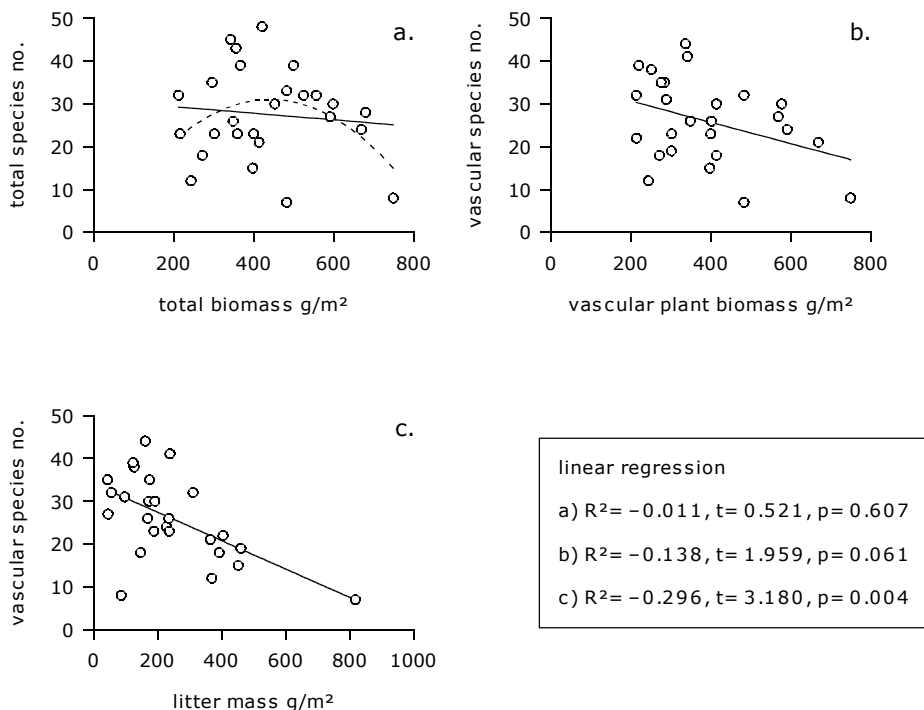 50
40
30
20
10
0
0 200 400 600 800
total species no.
total biomass g/m²
a.
50
40
30
20
10
0
0 200 400 600 800
vascular species no.
vascular plant biomass g/m²
b.
50
40
30
20
10
0
0 200 400 600 800 1000
vascular species no.
litter mass g/m²
c.
linear regression
a) R²= −0.011, t= 0.521, p= 0.607
b) R²= −0.138, t= 1.959, p= 0.061
c) R²= −0.296, t= 3.180, p= 0.004